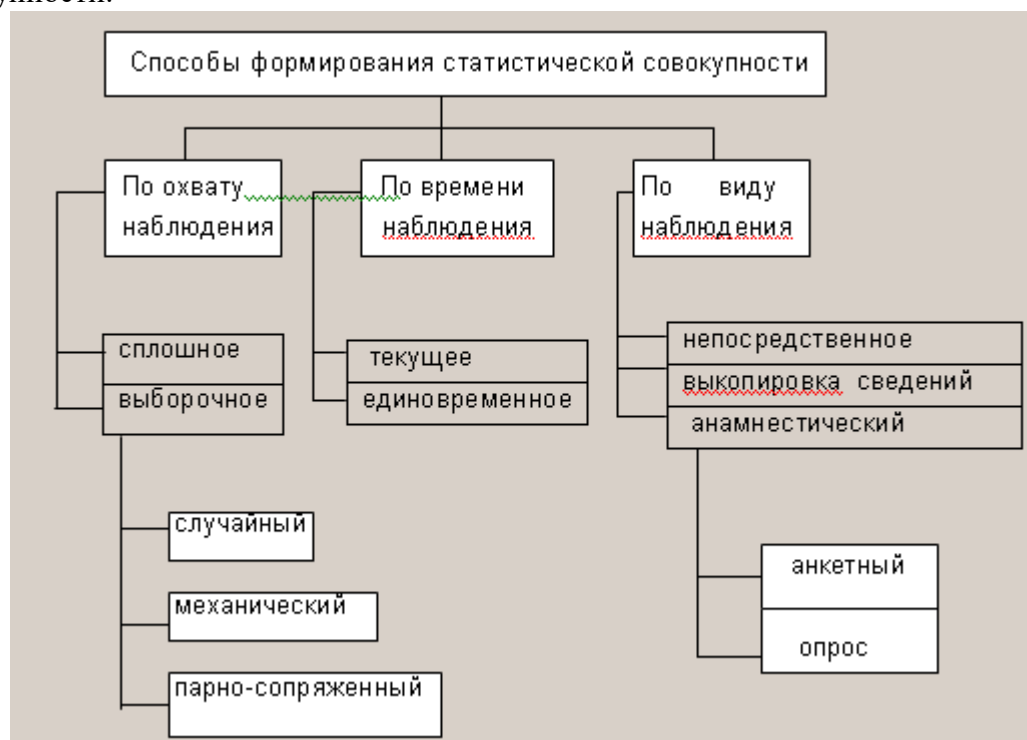 Способы формирования статистической совокупности
По охвату
наблюдения
По времени
наблюдения
По виду
наблюдения
сплошное
выборочное
текущее
единовременное
непосредственное
выкопировка сведений
анамнестический
случайный
механический
парно-сопряженный
анкетный
опрос